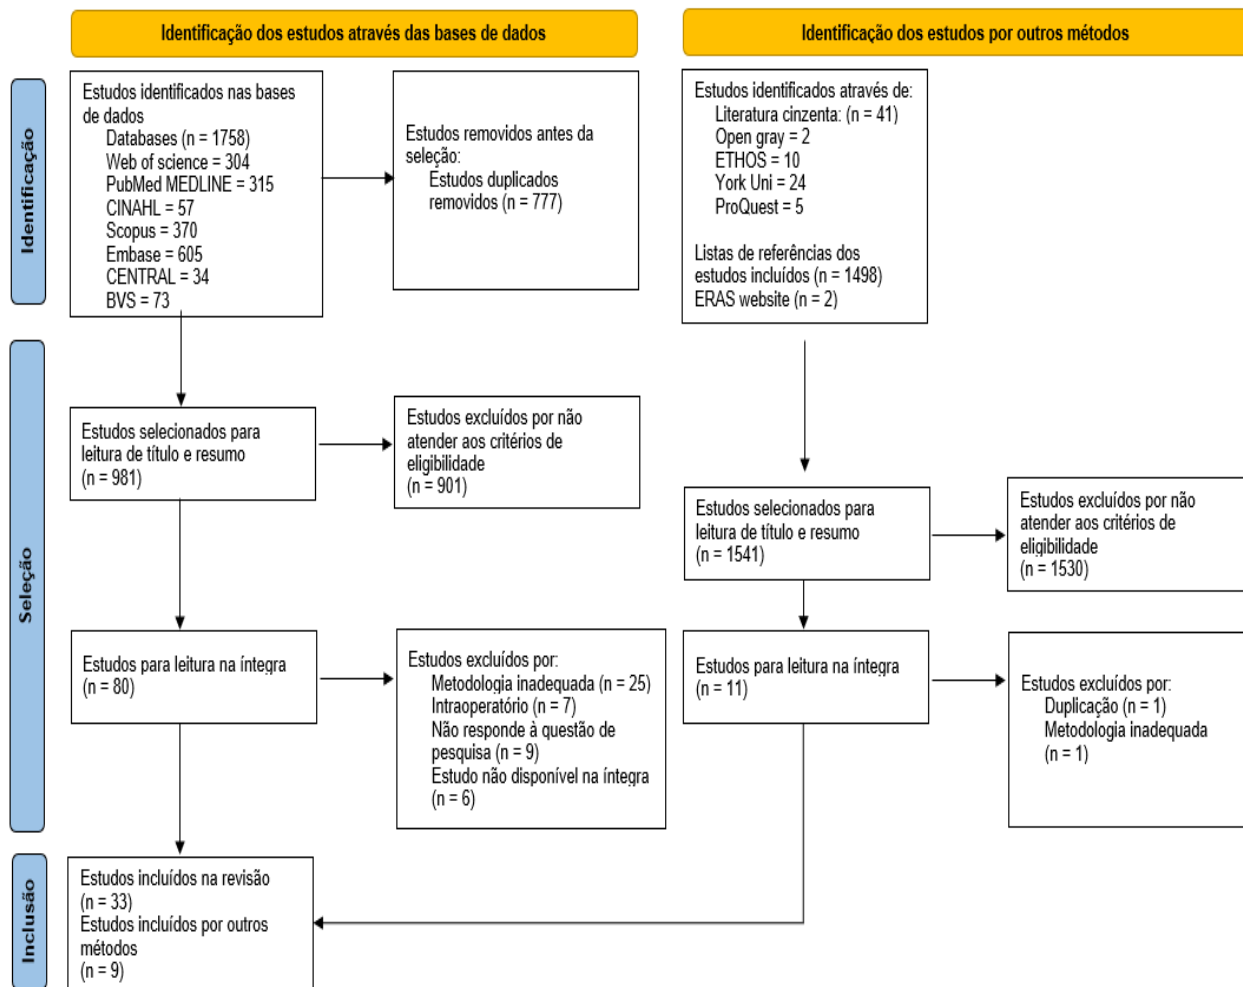 Identificação dos estudos através das bases de dados
Identificação dos estudos por outros métodos
Identificação
Estudos identificados nas bases
de dados
Databases (n = 1758)
Web of science = 304
PubMed MEDLINE = 315
CINAHL = 57
Scopus = 370
Embase = 605
CENTRAL = 34
BVS = 73
Estudos removidos antes da
seleção:
Estudos duplicados
removidos (n = 777)
Estudos identificados através de:
Literatura cinzenta: (n = 41)
Open gray = 2
ETHOS = 10
York Uni = 24
ProQuest = 5
Listas de referências dos
estudos incluídos (n = 1498)
ERAS website (n = 2)
Seleção
Estudos selecionados para
leitura de título e resumo
(n = 981)
Estudos excluídos por não
atender aos critérios de
eligibilidade
(n = 901)
Estudos selecionados para
leitura de título e resumo
(n = 1541)
Estudos excluídos por não
atender aos critérios de
eligibilidade
(n = 1530)
Estudos para leitura na íntegra
(n = 80)
Estudos excluídos por:
Metodologia inadequada (n = 25)
Intraoperatório (n = 7)
Não responde à questão de
pesquisa (n = 9)
Estudo não disponível na íntegra
(n = 6)
Estudos para leitura na íntegra
(n = 11)
Estudos excluídos por:
Duplicação (n = 1)
Metodologia inadequada
(n = 1)
Inclusão
Estudos incluídos na revisão
(n = 33)
Estudos incluídos por outros
métodos
(n = 9)